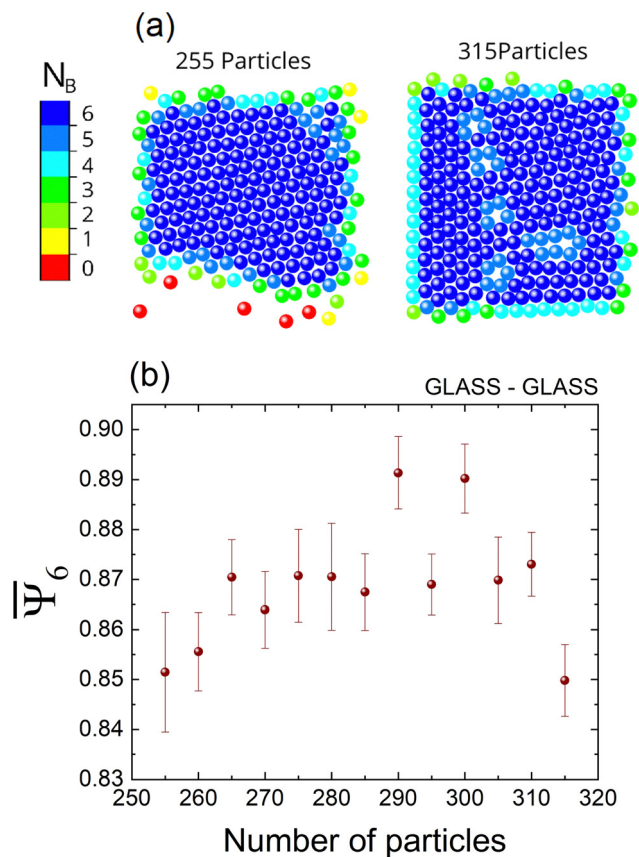 (a)
255 Particles
315Particles
N_B
6
5
4
3
2
1
0
(b)
GLASS - GLASS
0.90
0.89
0.88
0.87
0.86
0.85
0.84
0.83
Ψ̅_6
250 260 270 280 290 300 310 320
Number of particles